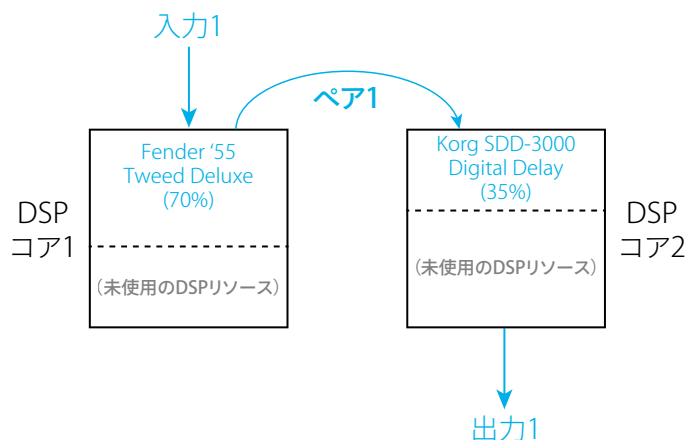 入力1
ペア1
DSP
コア1
Fender ‘55
Tweed Deluxe
(70%)
(未使用のDSPリソース)
Korg SDD-3000
Digital Delay
(35%)
(未使用のDSPリソース)
DSP
コア2
出力1